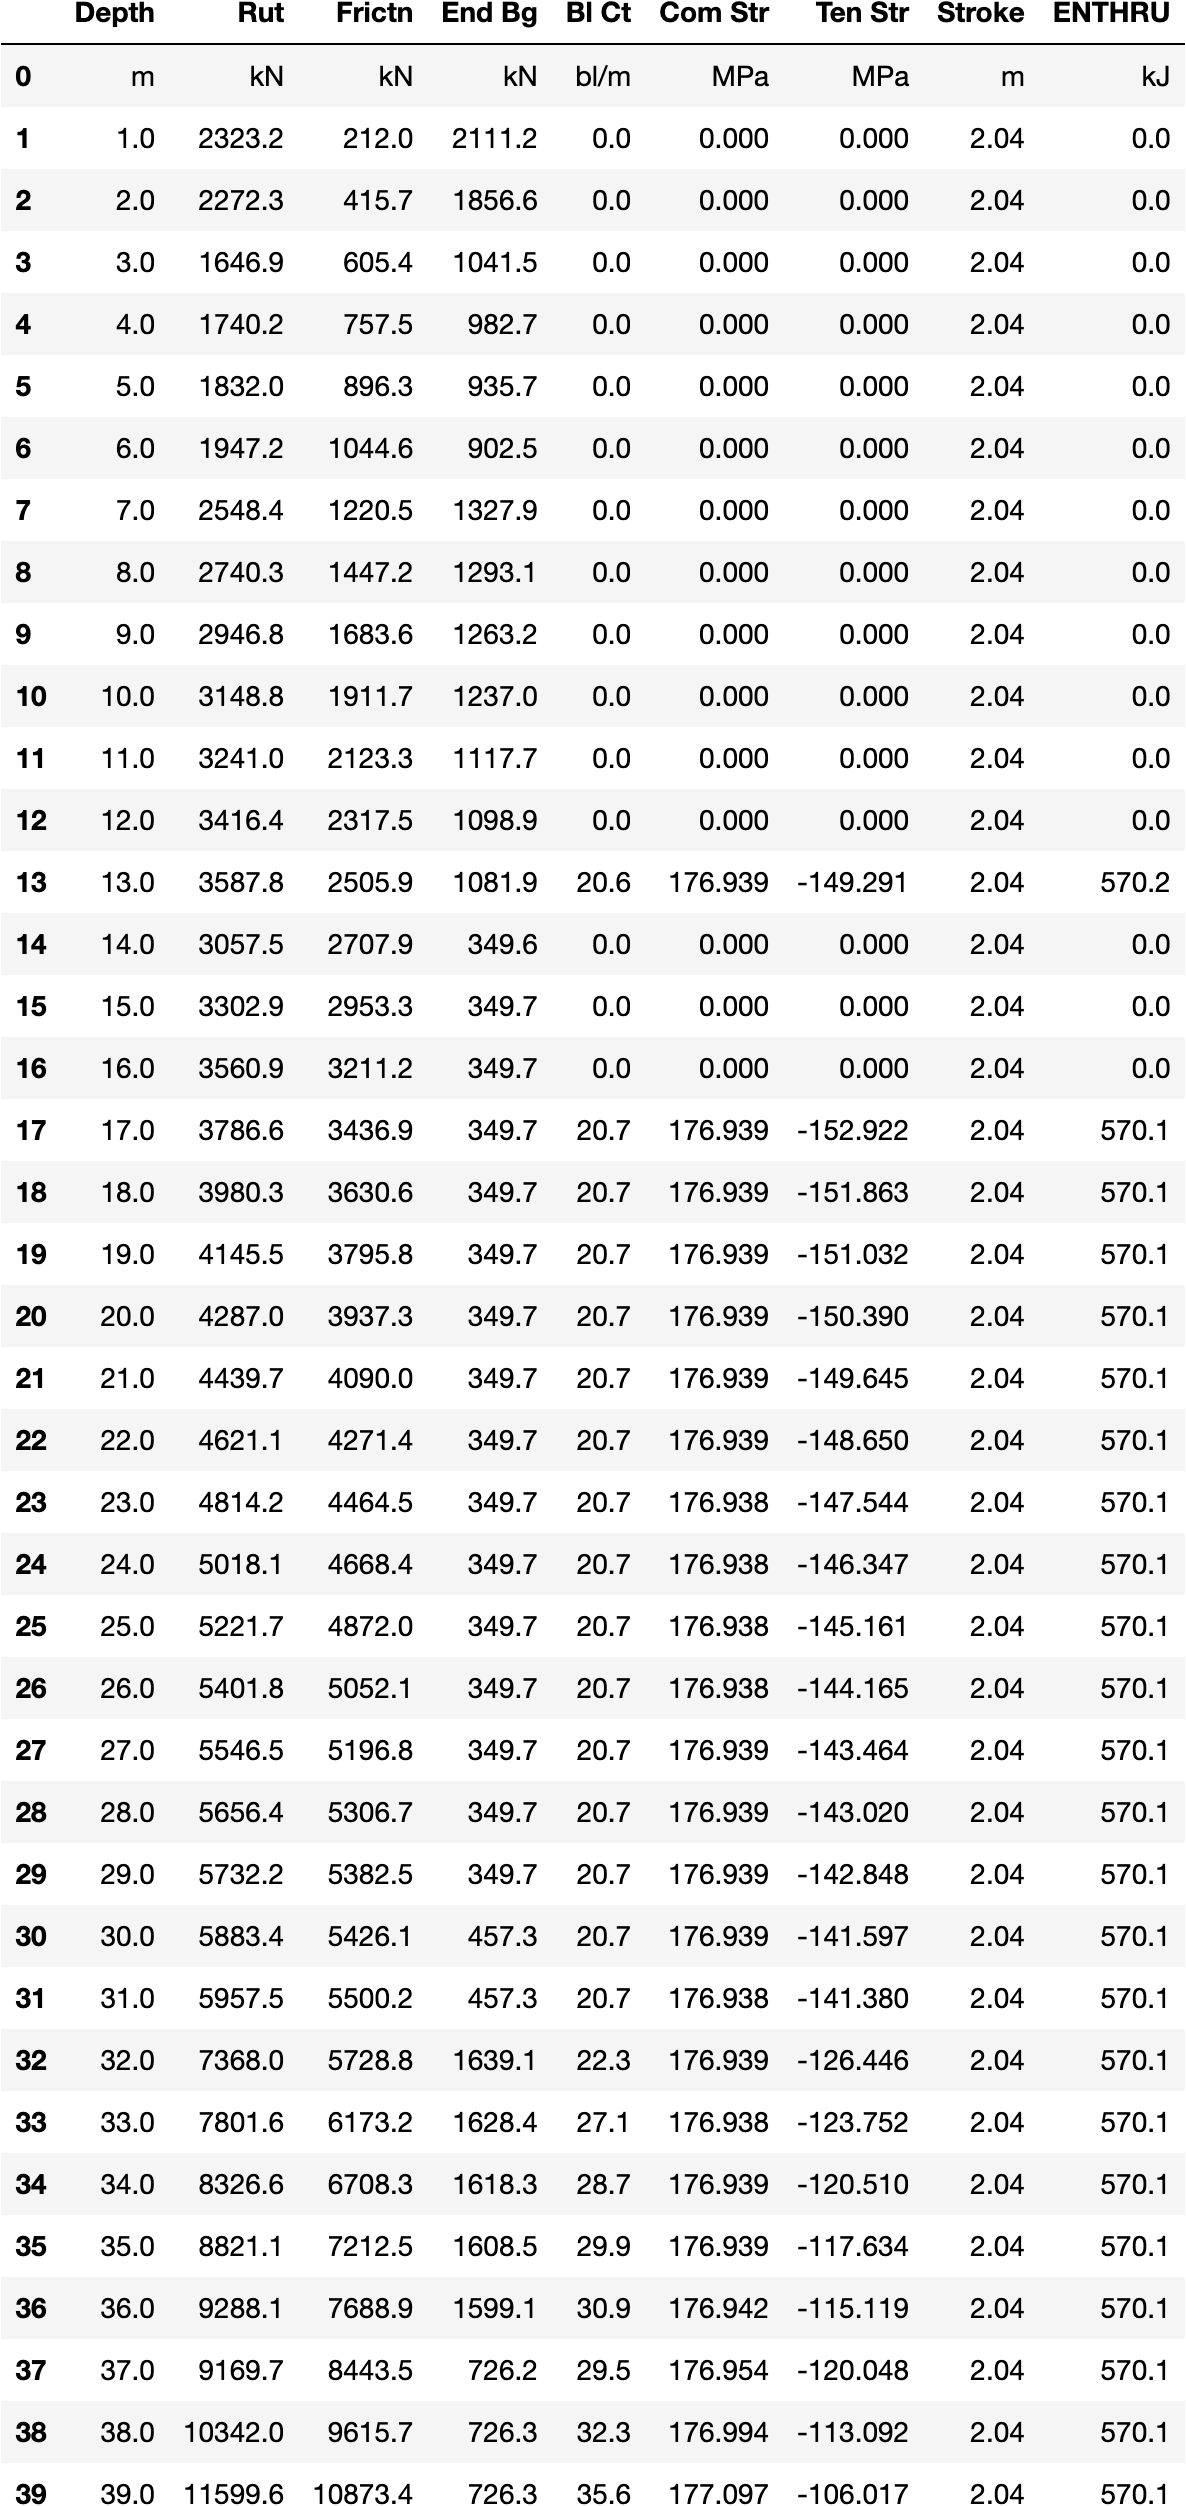 Depth Rut Frictn End Bg Bl Ct Com Str Ten Str Stroke ENTHRU
0 m kN kN kN bl/m MPa MPa m kJ
1 1.0 2323.2 212.0 2111.2 0.0 0.000 0.000 2.04 0.0
2 2.0 2272.3 415.7 1856.6 0.0 0.000 0.000 2.04 0.0
3 3.0 1646.9 605.4 1041.5 0.0 0.000 0.000 2.04 0.0
4 4.0 1740.2 757.5 982.7 0.0 0.000 0.000 2.04 0.0
5 5.0 1832.0 896.3 935.7 0.0 0.000 0.000 2.04 0.0
6 6.0 1947.2 1044.6 902.5 0.0 0.000 0.000 2.04 0.0
7 7.0 2548.4 1220.5 1327.9 0.0 0.000 0.000 2.04 0.0
8 8.0 2740.3 1447.2 1293.1 0.0 0.000 0.000 2.04 0.0
9 9.0 2946.8 1683.6 1263.2 0.0 0.000 0.000 2.04 0.0
10 10.0 3148.8 1911.7 1237.0 0.0 0.000 0.000 2.04 0.0
11 11.0 3241.0 2123.3 1117.7 0.0 0.000 0.000 2.04 0.0
12 12.0 3416.4 2317.5 1098.9 0.0 0.000 0.000 2.04 0.0
13 13.0 3587.8 2505.9 1081.9 20.6 176.939 -149.291 2.04 570.2
14 14.0 3057.5 2707.9 349.6 0.0 0.000 0.000 2.04 0.0
15 15.0 3302.9 2953.3 349.7 0.0 0.000 0.000 2.04 0.0
16 16.0 3560.9 3211.2 349.7 0.0 0.000 0.000 2.04 0.0
17 17.0 3786.6 3436.9 349.7 20.7 176.939 -152.922 2.04 570.1
18 18.0 3980.3 3630.6 349.7 20.7 176.939 -151.863 2.04 570.1
19 19.0 4145.5 3795.8 349.7 20.7 176.939 -151.032 2.04 570.1
20 20.0 4287.0 3937.3 349.7 20.7 176.939 -150.390 2.04 570.1
21 21.0 4439.7 4090.0 349.7 20.7 176.939 -149.645 2.04 570.1
22 22.0 4621.1 4271.4 349.7 20.7 176.939 -148.650 2.04 570.1
23 23.0 4814.2 4464.5 349.7 20.7 176.938 -147.544 2.04 570.1
24 24.0 5018.1 4668.4 349.7 20.7 176.938 -146.347 2.04 570.1
25 25.0 5221.7 4872.0 349.7 20.7 176.938 -145.161 2.04 570.1
26 26.0 5401.8 5052.1 349.7 20.7 176.938 -144.165 2.04 570.1
27 27.0 5546.5 5196.8 349.7 20.7 176.939 -143.464 2.04 570.1
28 28.0 5656.4 5306.7 349.7 20.7 176.939 -143.020 2.04 570.1
29 29.0 5732.2 5382.5 349.7 20.7 176.939 -142.848 2.04 570.1
30 30.0 5883.4 5426.1 457.3 20.7 176.939 -141.597 2.04 570.1
31 31.0 5957.5 5500.2 457.3 20.7 176.938 -141.380 2.04 570.1
32 32.0 7368.0 5728.8 1639.1 22.3 176.939 -126.446 2.04 570.1
33 33.0 7801.6 6173.2 1628.4 27.1 176.938 -123.752 2.04 570.1
34 34.0 8326.6 6708.3 1618.3 28.7 176.939 -120.510 2.04 570.1
35 35.0 8821.1 7212.5 1608.5 29.9 176.939 -117.634 2.04 570.1
36 36.0 9288.1 7688.9 1599.1 30.9 176.942 -115.119 2.04 570.1
37 37.0 9169.7 8443.5 726.2 29.5 176.954 -120.048 2.04 570.1
38 38.0 10342.0 9615.7 726.3 32.3 176.994 -113.092 2.04 570.1
39 39.0 11599.6 10873.4 726.3 35.6 177.097 -106.017 2.04 570.1